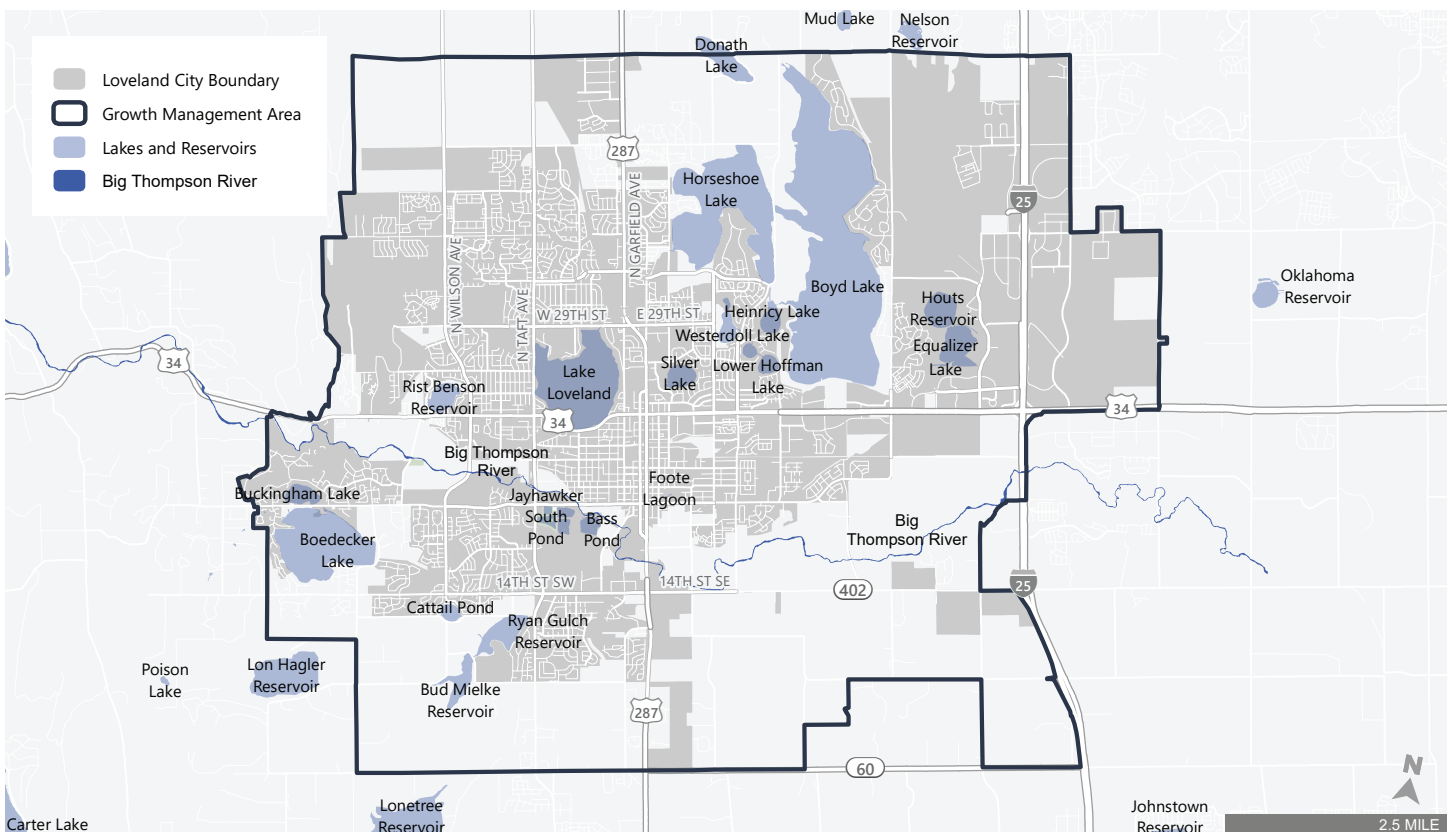 Mud Lake
Nelson
Reservoir
Donath
Lake
Loveland City Boundary
Growth Management Area
Lakes and Reservoirs
Big Thompson River
287
Horseshoe
Lake
25
N GARFIELD AVE
N WILSON AVE
N TAFT AVE
Boyd Lake
Oklahoma
Reservoir
Houts
Reservoir
W 29TH ST
E 29TH ST
Heinricy Lake
Westerdoll Lake
Equalizer
Lake
34
Silver
Lake
Lower Hoffman
Lake
Lake
Loveland
Rist Benson
Reservoir
34
34
Big Thompson
River
Foote
Lagoon
Buckingham Lake
Jayhawker
South
Pond
Bass
Pond
Big
Thompson River
Boedecker
Lake
14TH ST SW
14TH ST SE
402
25
Cattail Pond
Ryan Gulch
Reservoir
Poison
Lake
Lon Hagler
Reservoir
Bud Mielke
Reservoir
287
60
N
Lonetree
Reservoir
Johnstown
Reservoir
Carter Lake
2.5 MILE